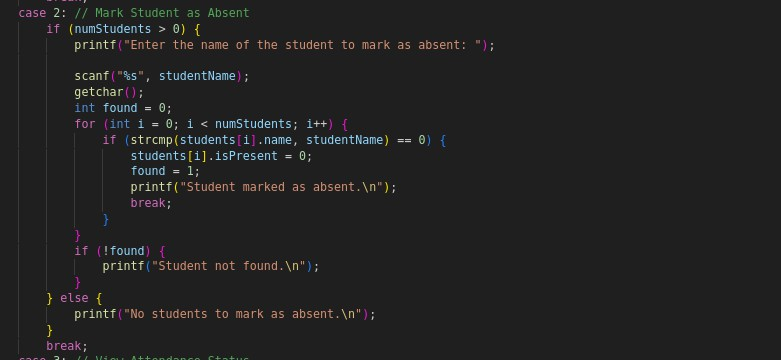 break;
case 2: // Mark Student as Absent
if (numStudents > 0) {
printf("Enter the name of the student to mark as absent: ");
scanf("%s", studentName);
getchar();
int found = 0;
for (int i = 0; i < numStudents; i++) {
if (strcmp(students[i].name, studentName) == 0) {
students[i].isPresent = 0;
found = 1;
printf("Student marked as absent.\n");
break;
}
}
if (!found) {
printf("Student not found.\n");
}
} else {
printf("No students to mark as absent.\n");
}
break;
case 3: // View Attendance Status